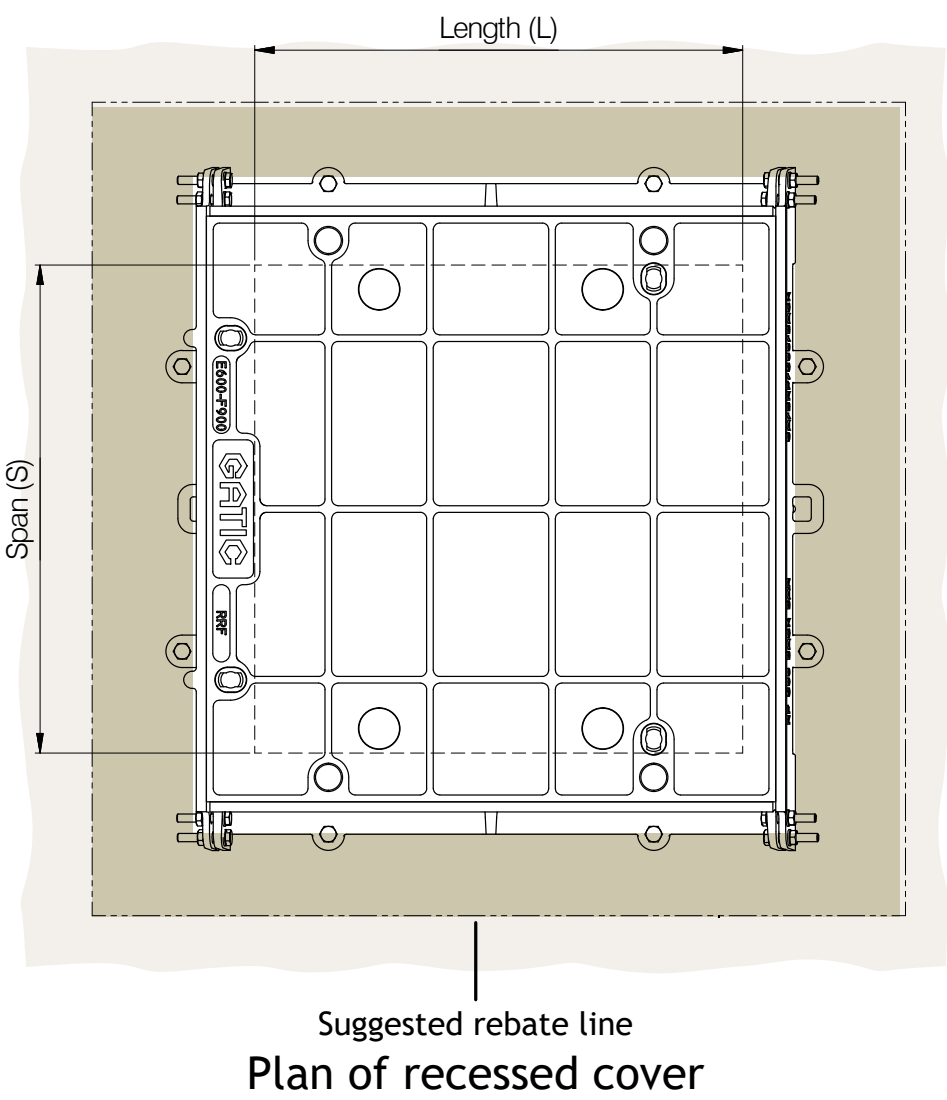 Length (L)
Span (S)
E600-F900
GATIC
RRF
Suggested rebate line
Plan of recessed cover